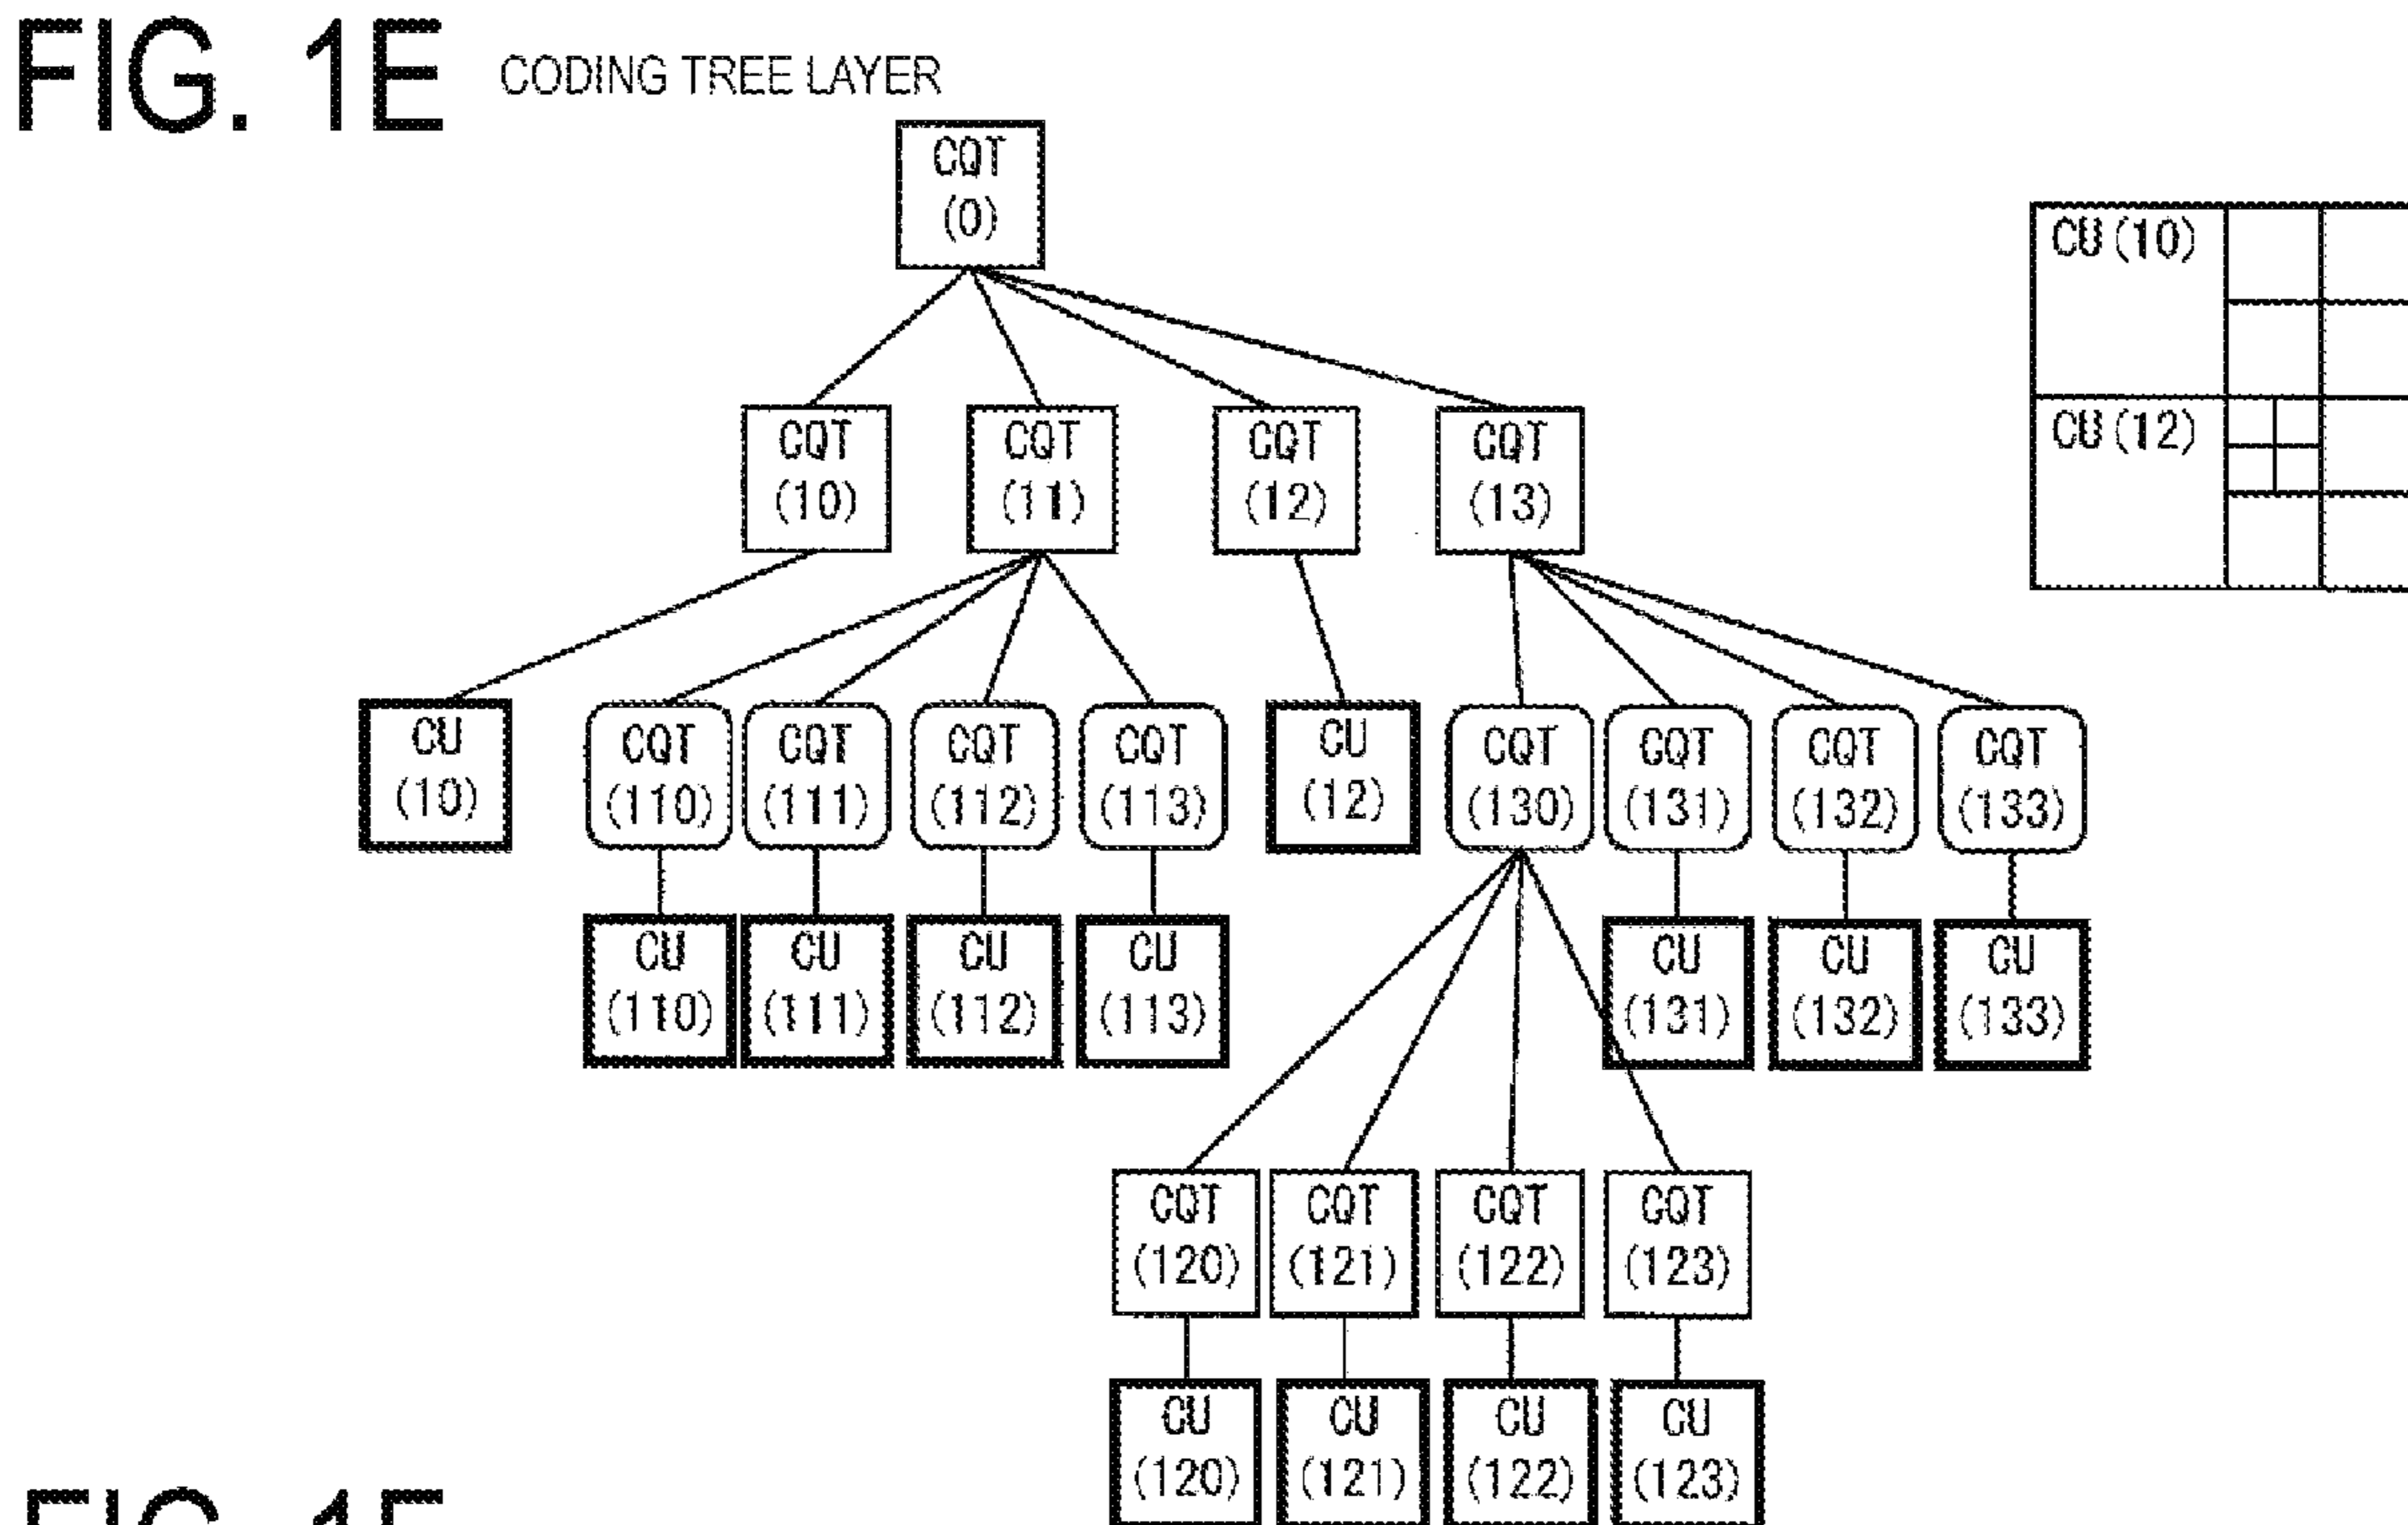 FIG. 1E CODING TREE LAYER
CQT
(0)
CU (10)
CU (12)
CQT
(10)
CQT
(11)
CQT
(12)
CQT
(13)
CU
(10)
CQT
(110)
CQT
(111)
CQT
(112)
CQT
(113)
CU
(12)
CQT
(130)
CQT
(131)
CQT
(132)
CQT
(133)
CU
(110)
CU
(111)
CU
(112)
CU
(113)
CU
(131)
CU
(132)
CU
(133)
CQT
(120)
CQT
(121)
CQT
(122)
CQT
(123)
CU
(120)
CU
(121)
CU
(122)
CU
(123)